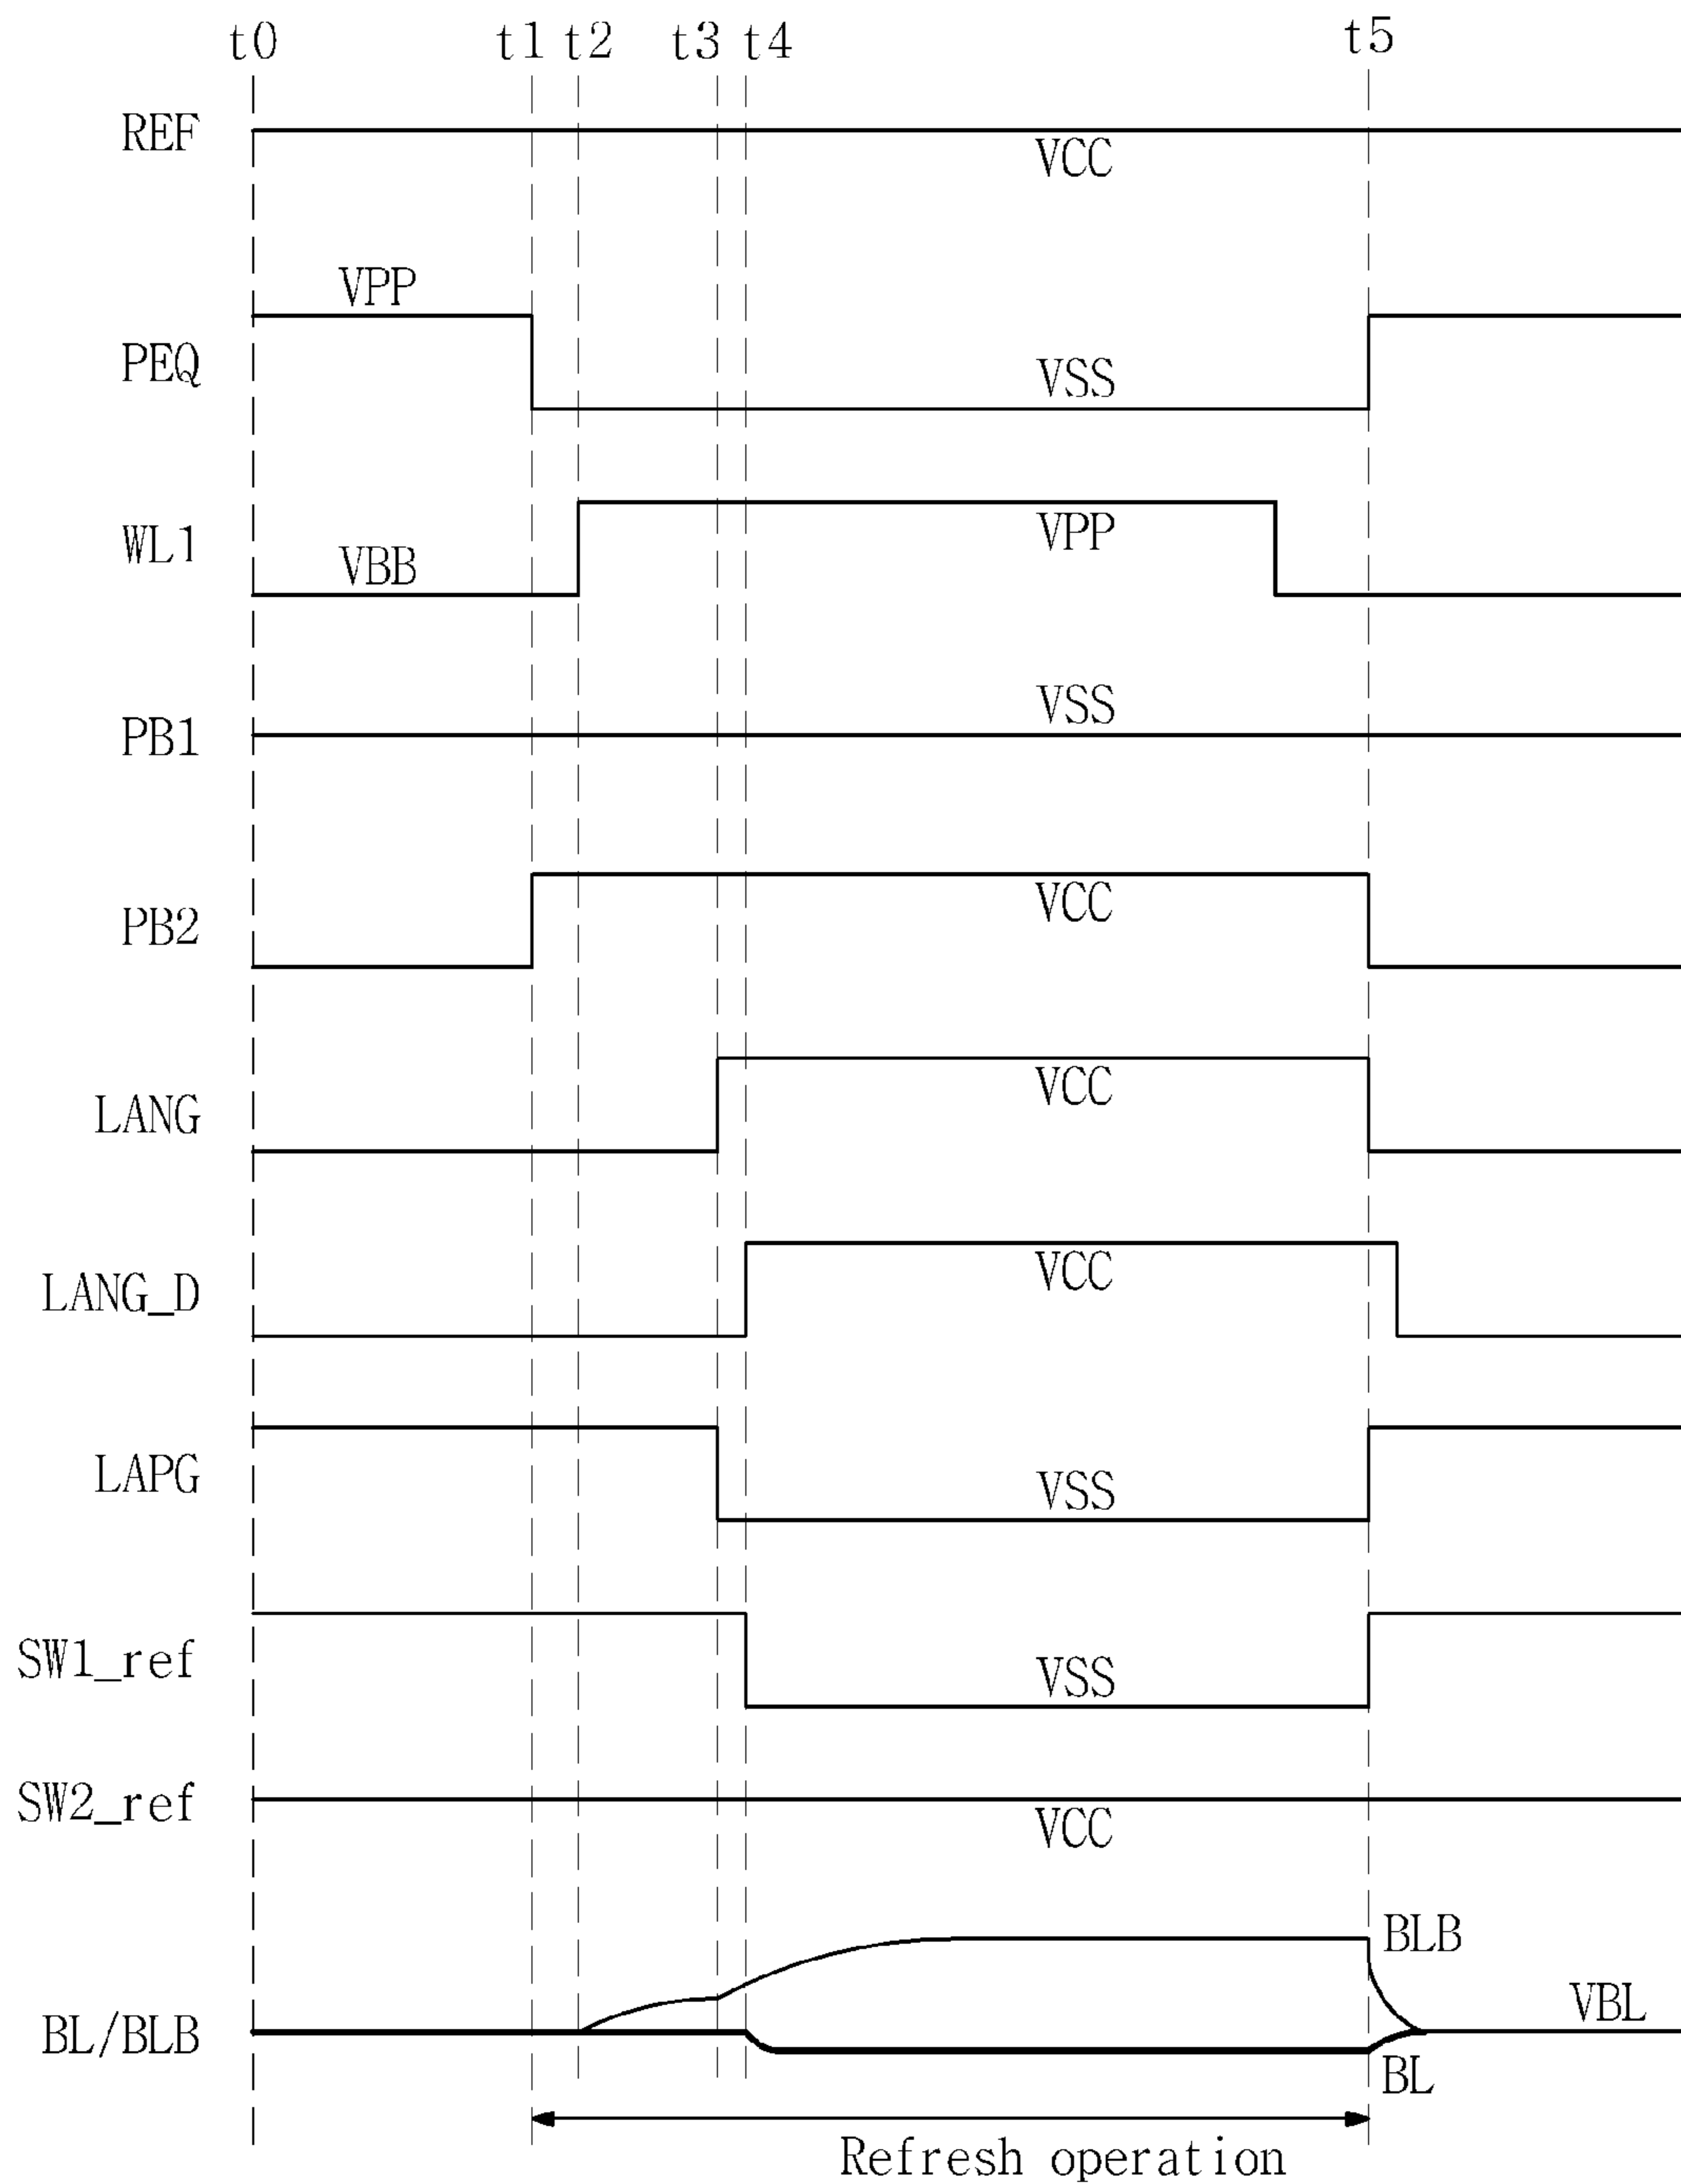 t0 t1 t2 t3 t4 t5
REF VCC
VPP
PEQ VSS
WL1 VBB VPP
PB1 VSS
PB2 VCC
LANG VCC
LANG_D VCC
LAPG VSS
SW1_ref VSS
SW2_ref VCC
BLB
BL/BLB VBL
BL
Refresh operation